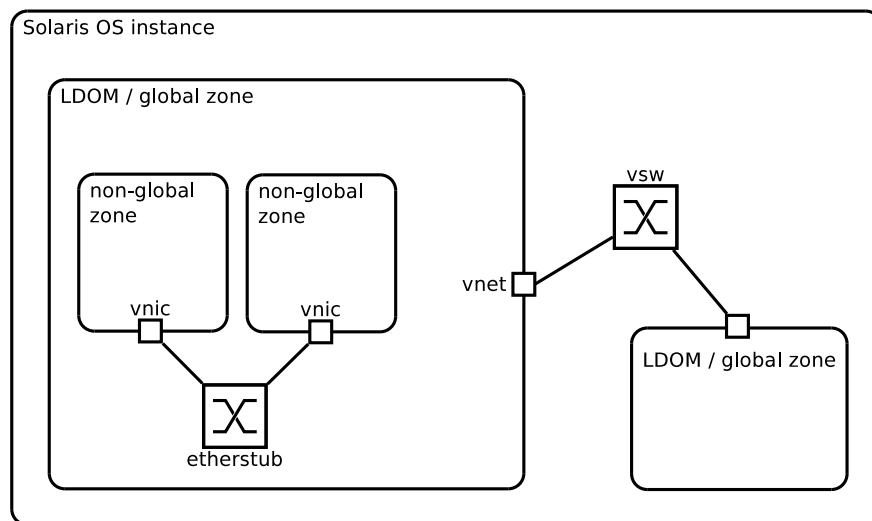 Solaris OS instance
LDOM / global zone
non-global
zone
non-global
zone
vnic
vnic
etherstub
vnet
vsw
LDOM / global zone